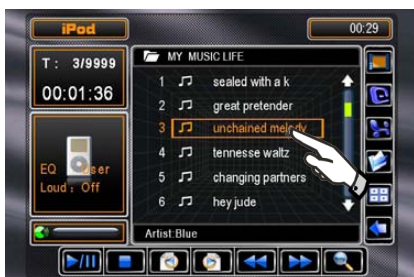 iPod
00:29
T : 3/9999
00:01:36
MY MUSIC LIFE
1 sealed with a k
2 great pretender
3 unchained melody
4 tennesse waltz
5 changing partners
6 hey jude
EQ
Loud : Off
Artist:Blue